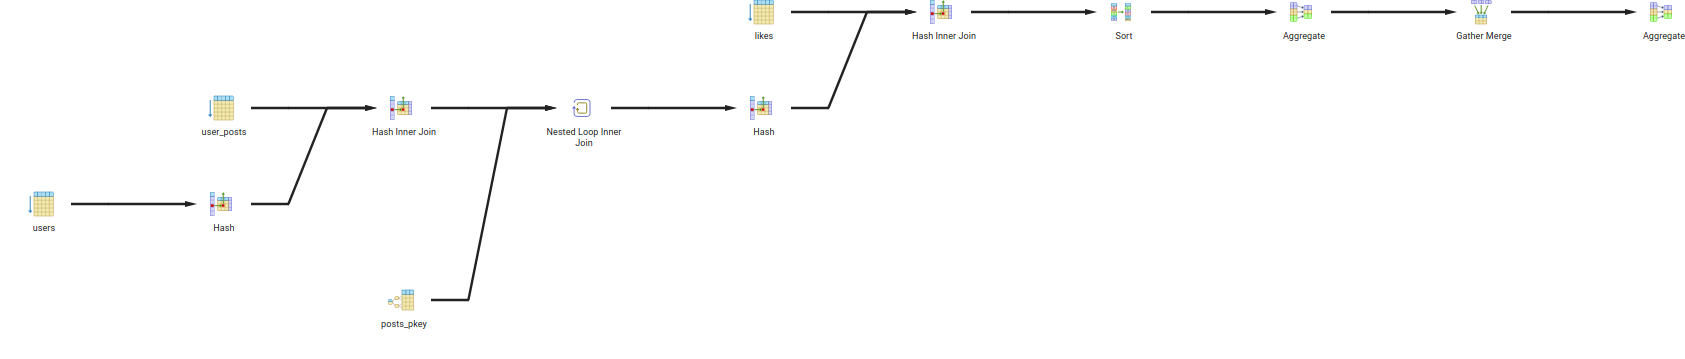 likes
Hash Inner Join
Sort
Aggregate
Gather Merge
Aggregate
user_posts
Hash Inner Join
Nested Loop Inner
Join
Hash
users
Hash
posts_pkey